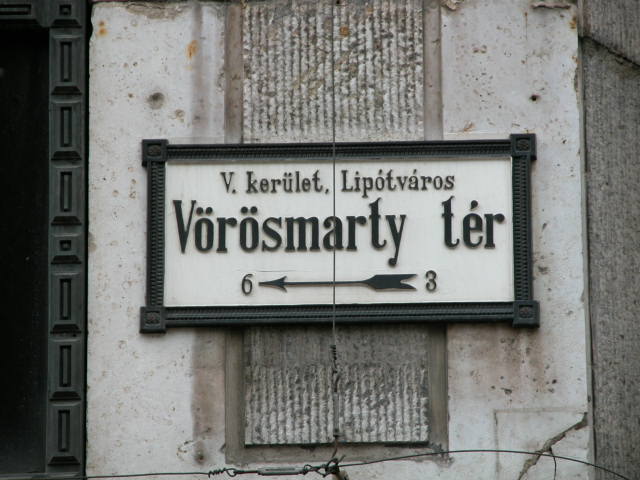 V. kerület, Lipótváros
Vörösmarty tér
6 3